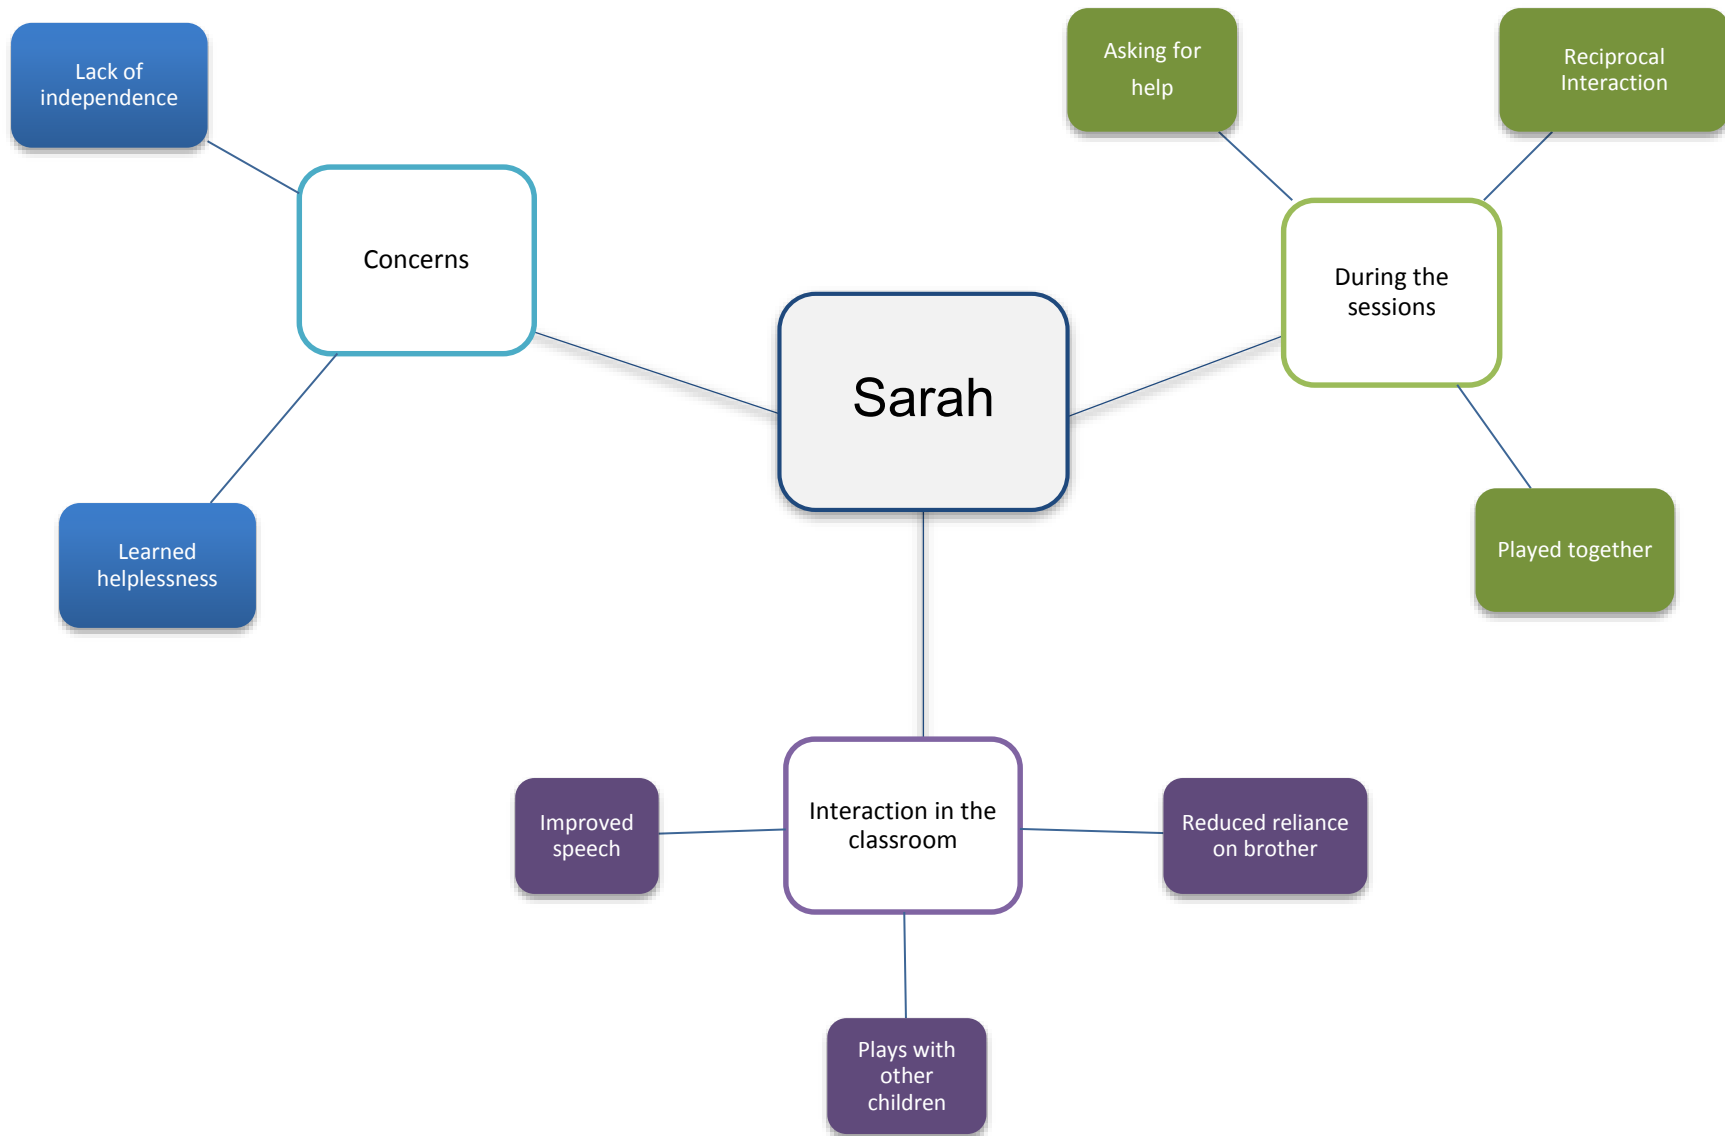 Lack of
independence
Concerns
Learned
helplessness
Sarah
Asking for
help
Reciprocal
Interaction
During the
sessions
Played together
Interaction in the
classroom
Improved
speech
Reduced reliance
on brother
Plays with
other
children